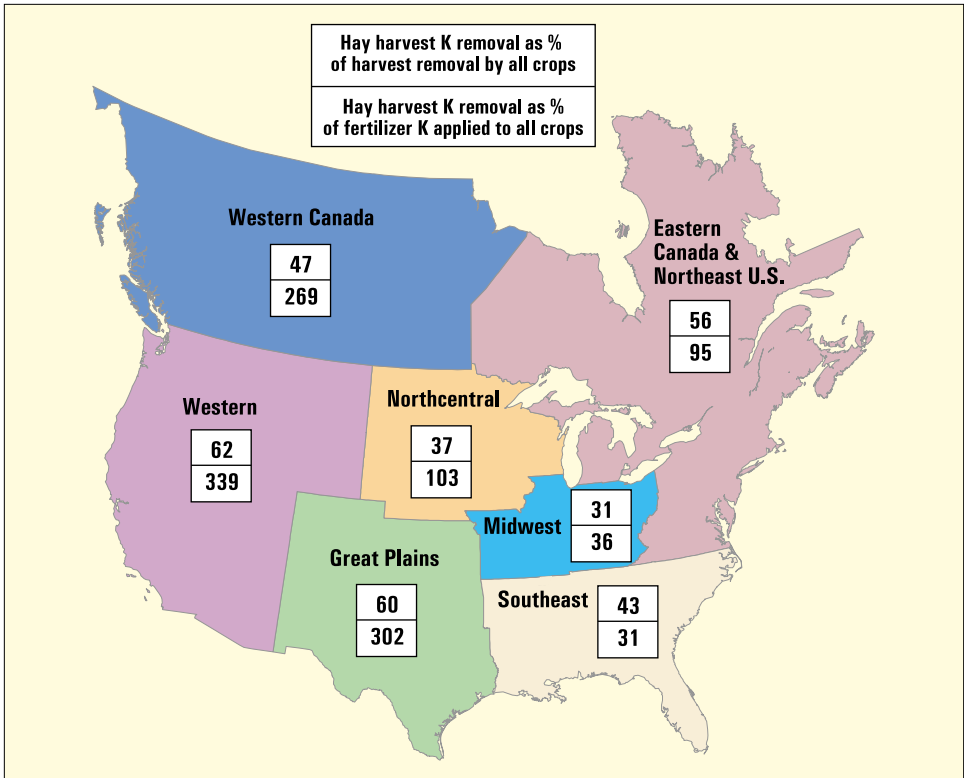 Hay harvest K removal as %
of harvest removal by all crops
Hay harvest K removal as %
of fertilizer K applied to all crops
Western Canada
47
269
Eastern
Canada &
Northeast U.S.
56
95
Western
62
339
Northcentral
37
103
Midwest
31
36
Great Plains
60
302
Southeast
43
31